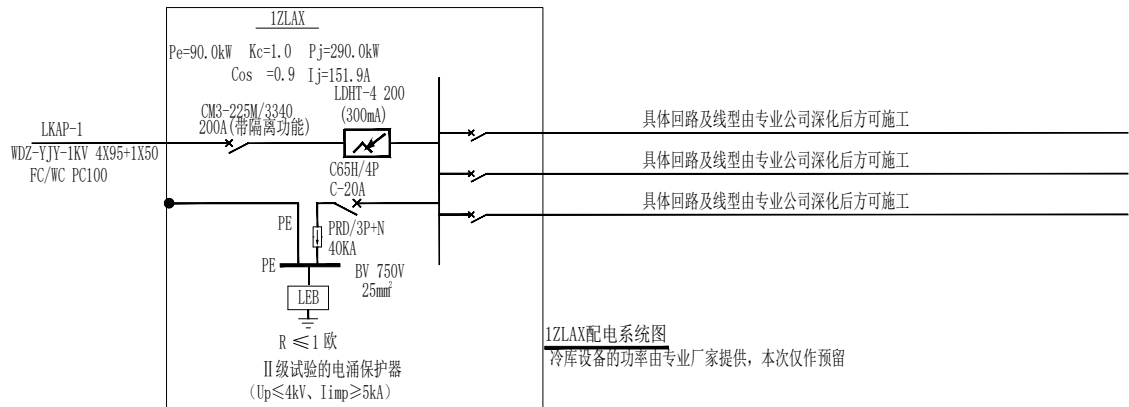 1ZLAX
Pe=90.0kW Kc=1.0 Pj=290.0kW
Cos =0.9 Ij=151.9A
LDHT-4 200
(300mA)
CM3-225M/3340
200A(带隔离功能)
LKAP-1
WDZ-YJY-1KV 4X95+1X50
FC/WC PC100
具体回路及线型由专业公司深化后方可施工
具体回路及线型由专业公司深化后方可施工
具体回路及线型由专业公司深化后方可施工
C65H/4P
C-20A
PE
PRD/3P+N
40KA
PE
BV 750V
25mm²
LEB
R ≤1 欧
II级试验的电涌保护器
(Up≤4kV、Iimp≥5kA)
1ZLAX配电系统图
冷库设备的功率由专业厂家提供，本次仅作预留